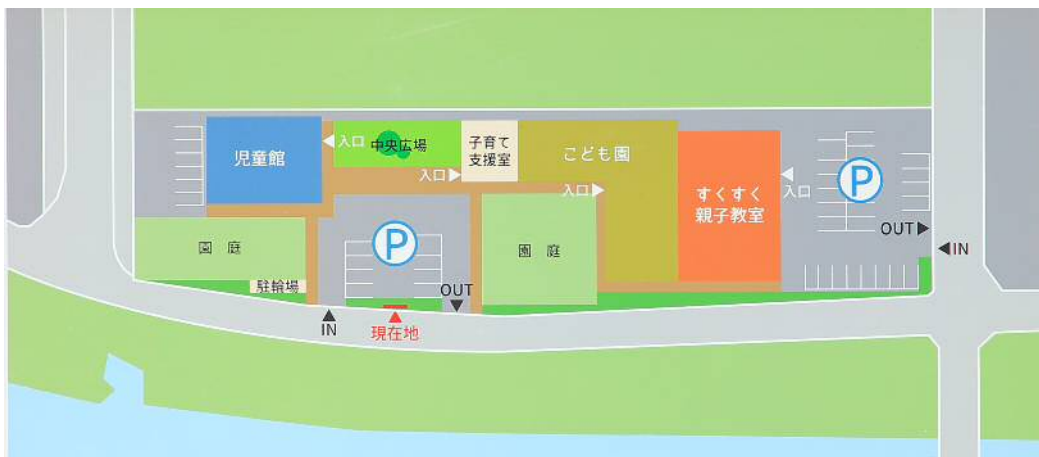 児童館
入口
中央広場
子育て
支援室
入口
こども園
入口
すくすく
親子教室
入口
P
OUT
IN
園庭
駐輪場
P
園庭
OUT
IN
現在地